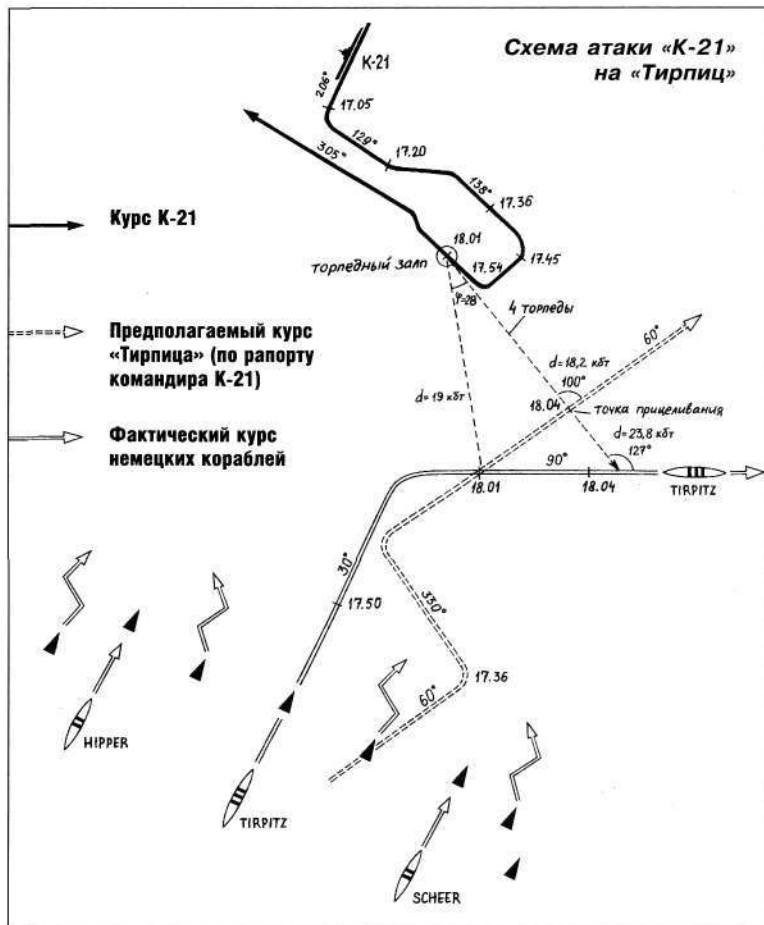 Схема атаки «К-21»
на «Тирпиц»
К-21
206°
17.05
129°
17.20
305°
138°
17.36
Курс К-21
18.01
торпедный залп
17.54
17.45
φ=28
4 торпеды
Предполагаемый курс
«Тирпица» (по рапорту
командира К-21)
60°
d=18,2 кбт
100°
d=19 кбт
18.04
точка прицеливания
Фактический курс
немецких кораблей
d=23,8 кбт
127°
90°
18.01
18.04
TIRPITZ
30°
330°
17.50
17.36
60°
HIPPER
TIRPITZ
SCHEER